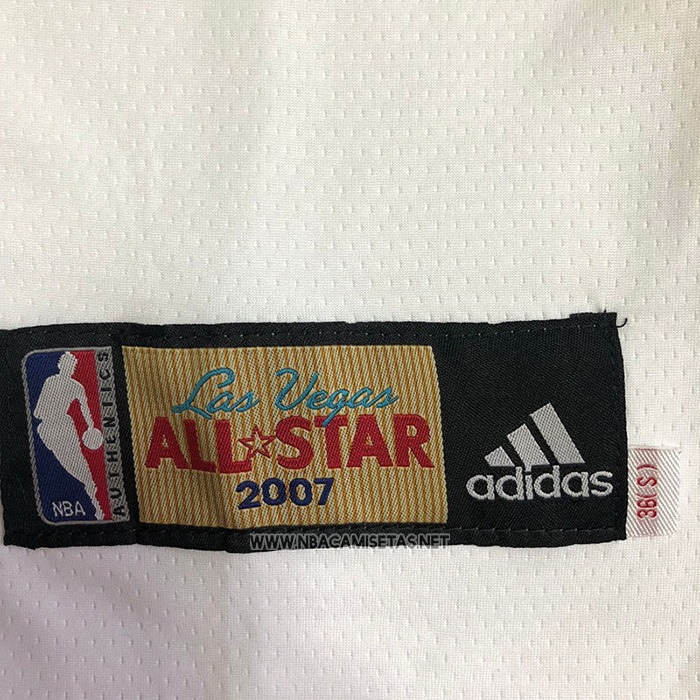 NBA
AUTHENTICS
Las Vegas
ALL STAR
2007
adidas
36(S)
WWW.NBACAMISETAS.NET